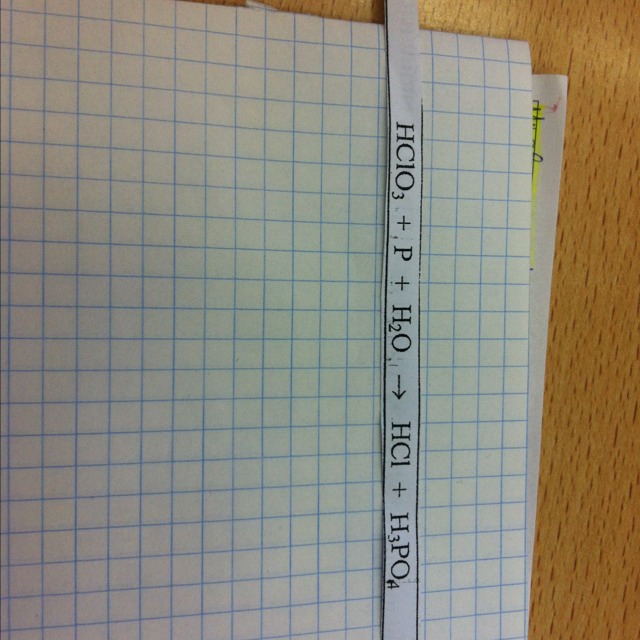 HClO₃ + P + H₂O → HCl + H₃PO₄